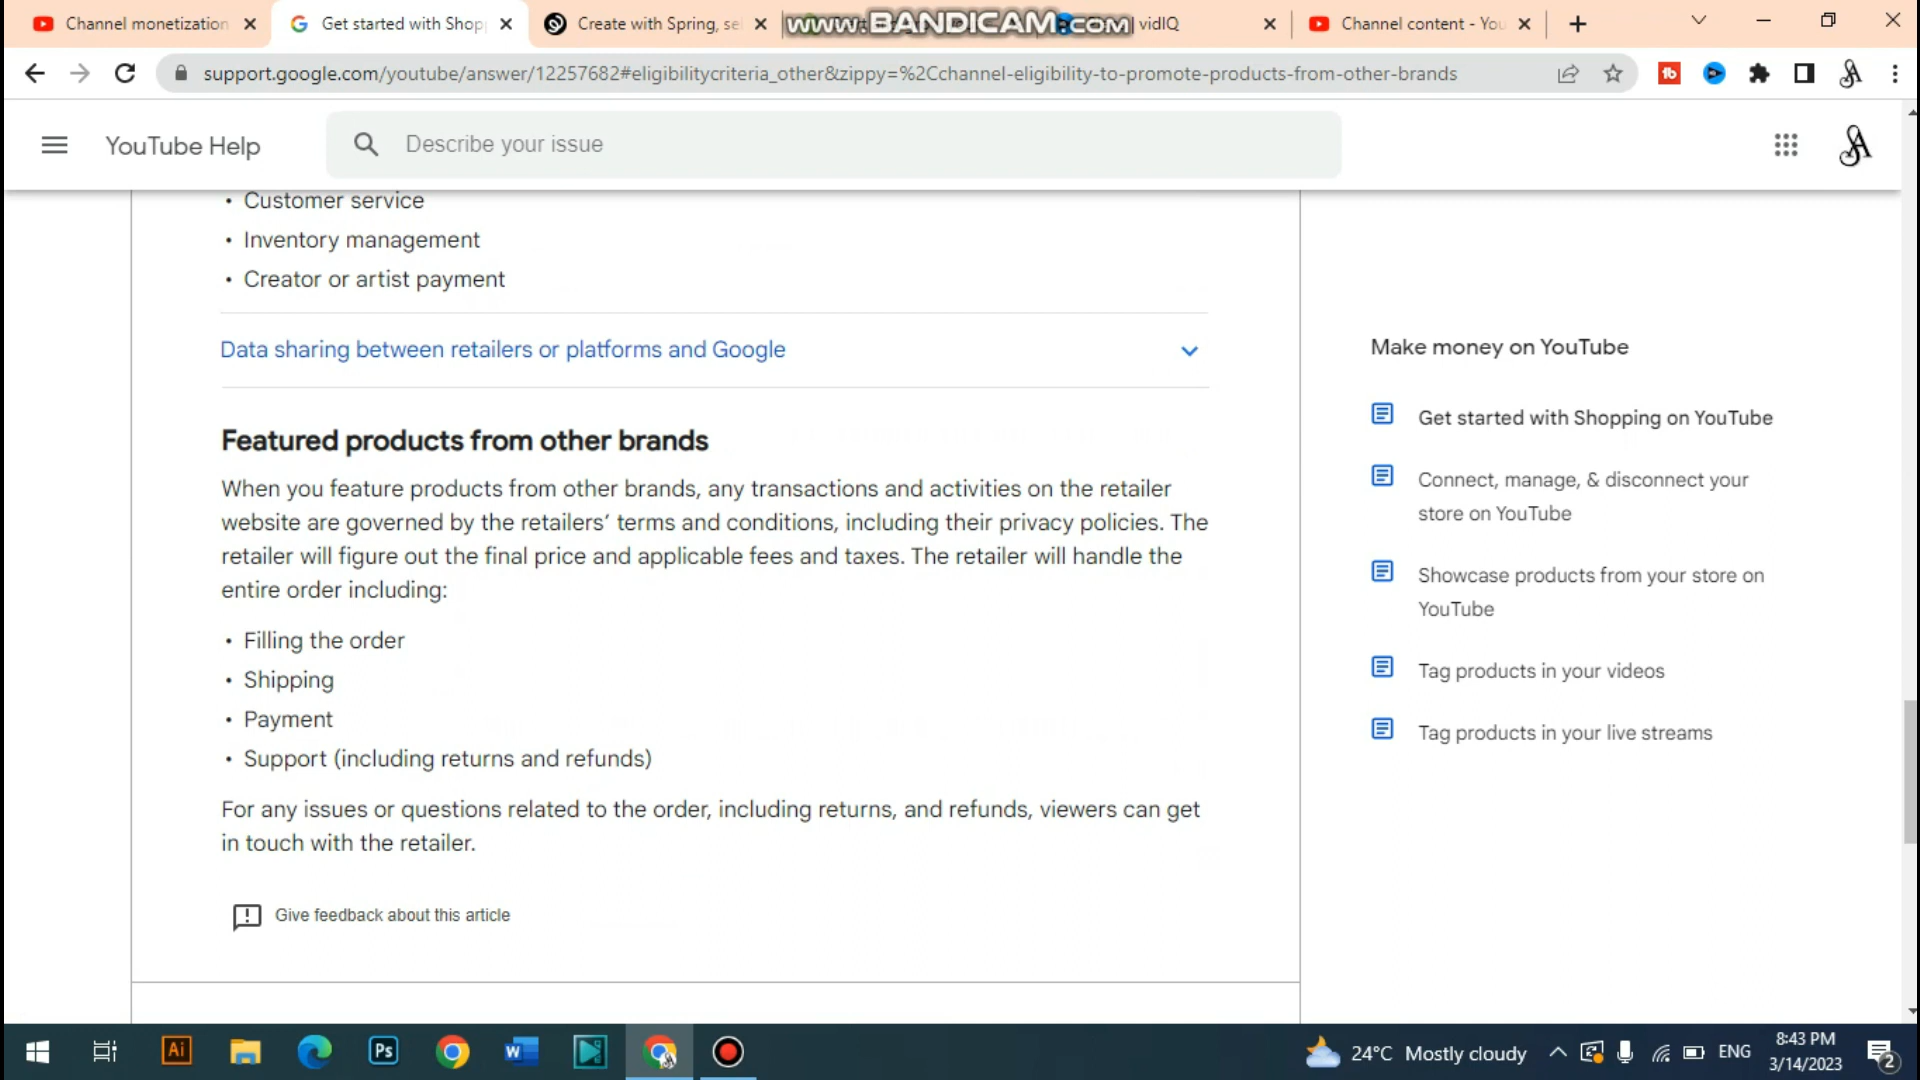 Channel monetization
Get started with Shop
Create with Spring, se
www.BANDICAM.com
vidIQ
Channel content - You
support.google.com/youtube/answer/12257682#eligibilitycriteria_other&zippy=%2Cchannel-eligibility-to-promote-products-from-other-brands
YouTube Help
Describe your issue
• Customer service
• Inventory management
• Creator or artist payment
Data sharing between retailers or platforms and Google
Featured products from other brands
When you feature products from other brands, any transactions and activities on the retailer
website are governed by the retailers’ terms and conditions, including their privacy policies. The
retailer will figure out the final price and applicable fees and taxes. The retailer will handle the
entire order including:
• Filling the order
• Shipping
• Payment
• Support (including returns and refunds)
For any issues or questions related to the order, including returns, and refunds, viewers can get
in touch with the retailer.
Give feedback about this article
Make money on YouTube
Get started with Shopping on YouTube
Connect, manage, & disconnect your
store on YouTube
Showcase products from your store on
YouTube
Tag products in your videos
Tag products in your live streams
Ai
Ps
W
24°C Mostly cloudy
ENG
8:43 PM
3/14/2023
2